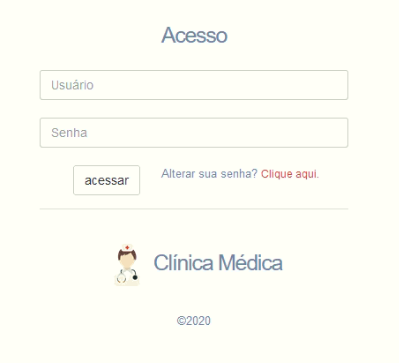 Acesso
Usuário
Senha
acessar Alterar sua senha? Clique aqui.
Clínica Médica
©2020